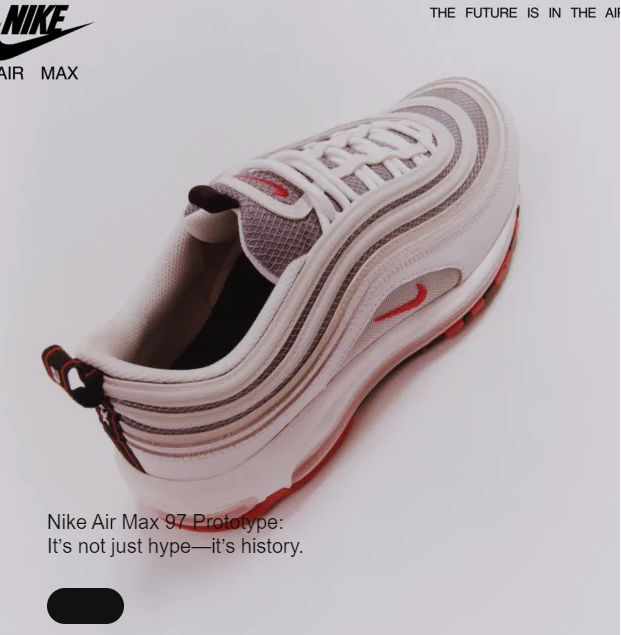 NIKE
THE FUTURE IS IN THE AIR
AIR MAX
Nike Air Max 97 Prototype:
It’s not just hype—it’s history.